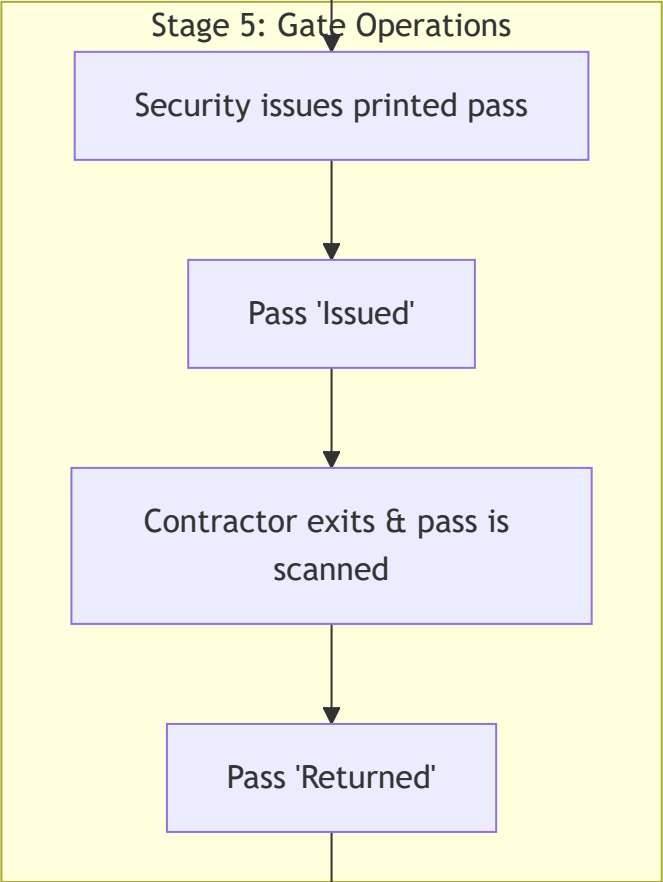 Stage 5: Gate Operations
Security issues printed pass
Pass 'Issued'
Contractor exits & pass is
scanned
Pass 'Returned'